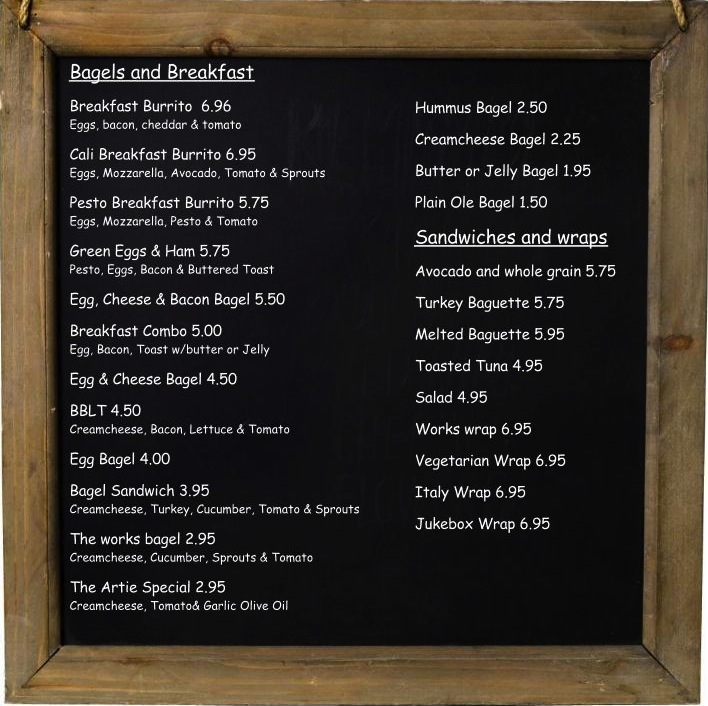 Bagels and Breakfast
Breakfast Burrito 6.96
Eggs, bacon, cheddar & tomato
Cali Breakfast Burrito 6.95
Eggs, Mozzarella, Avocado, Tomato & Sprouts
Pesto Breakfast Burrito 5.75
Eggs, Mozzarella, Pesto & Tomato
Green Eggs & Ham 5.75
Pesto, Eggs, Bacon & Buttered Toast
Egg, Cheese & Bacon Bagel 5.50
Breakfast Combo 5.00
Egg, Bacon, Toast w/butter or Jelly
Egg & Cheese Bagel 4.50
BBLT 4.50
Creamcheese, Bacon, Lettuce & Tomato
Egg Bagel 4.00
Bagel Sandwich 3.95
Creamcheese, Turkey, Cucumber, Tomato & Sprouts
The works bagel 2.95
Creamcheese, Cucumber, Sprouts & Tomato
The Artie Special 2.95
Creamcheese, Tomato& Garlic Olive Oil
Hummus Bagel 2.50
Creamcheese Bagel 2.25
Butter or Jelly Bagel 1.95
Plain Ole Bagel 1.50
Sandwiches and wraps
Avocado and whole grain 5.75
Turkey Baguette 5.75
Melted Baguette 5.95
Toasted Tuna 4.95
Salad 4.95
Works wrap 6.95
Vegetarian Wrap 6.95
Italy Wrap 6.95
Jukebox Wrap 6.95